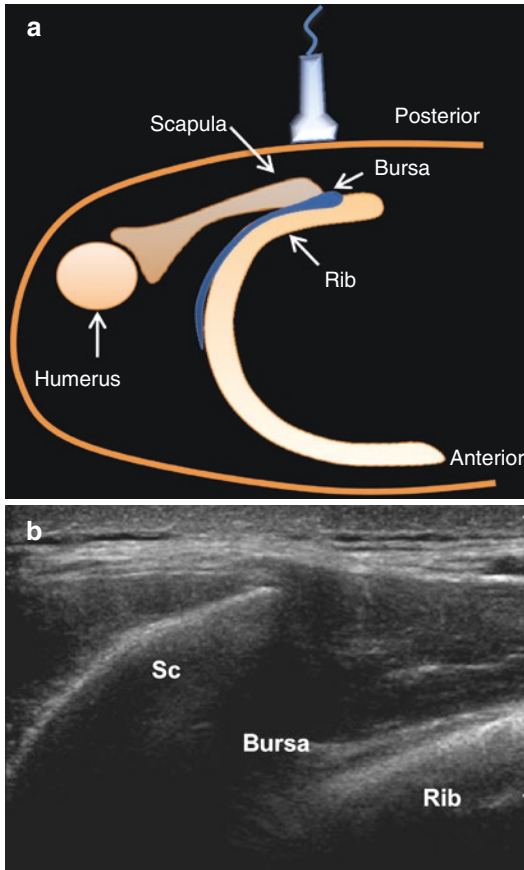 a
Posterior
Scapula
Bursa
Rib
Humerus
Anterior
b
Sc
Bursa
Rib